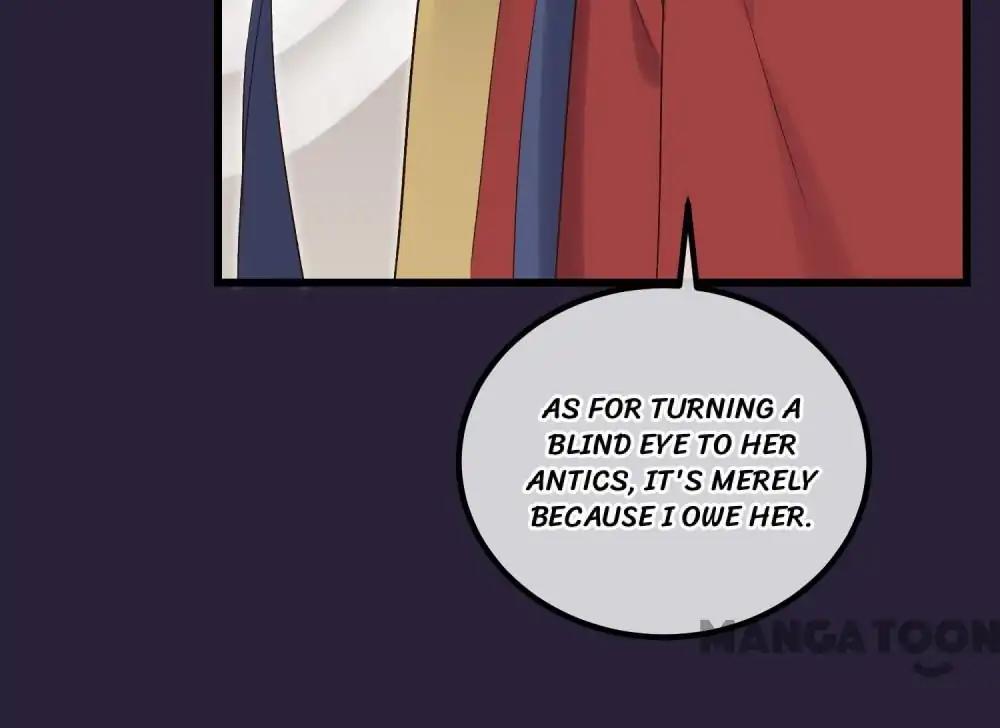 AS FOR TURNING A
BLIND EYE TO HER
ANTICS, IT'S MERELY
BECAUSE I OWE HER.
MANGATOON